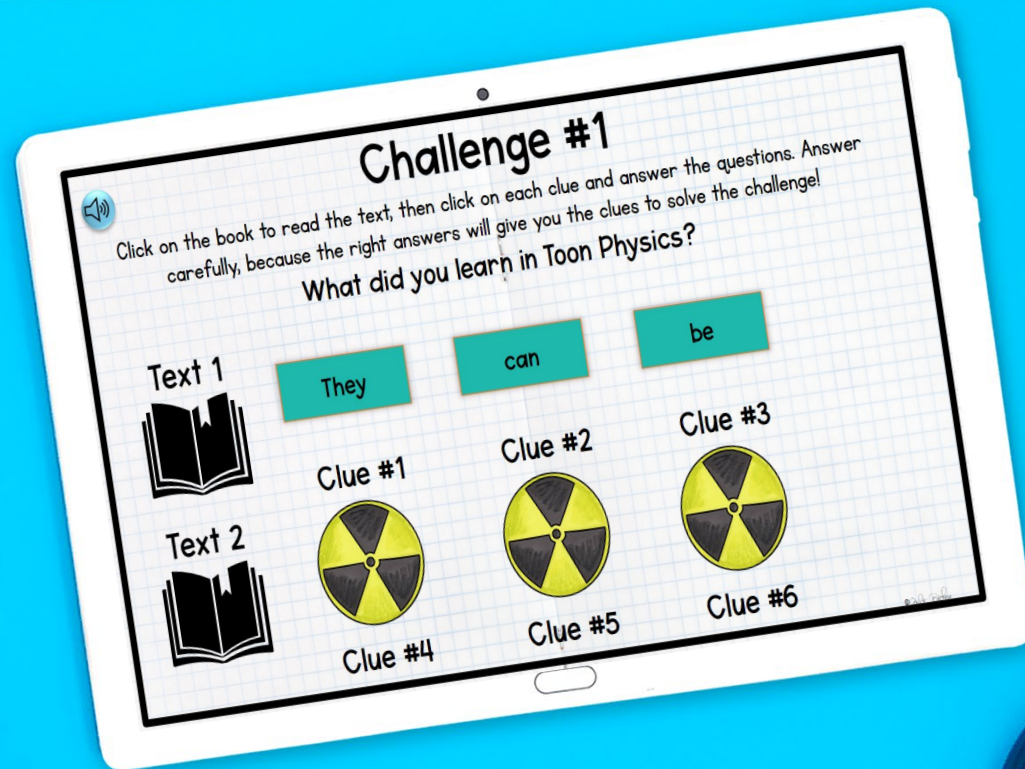 Challenge #1
Click on the book to read the text, then click on each clue and answer the questions. Answer
carefully, because the right answers will give you the clues to solve the challenge!
What did you learn in Toon Physics?
Text 1
They
can
be
Clue #1
Clue #2
Clue #3
Text 2
Clue #4
Clue #5
Clue #6